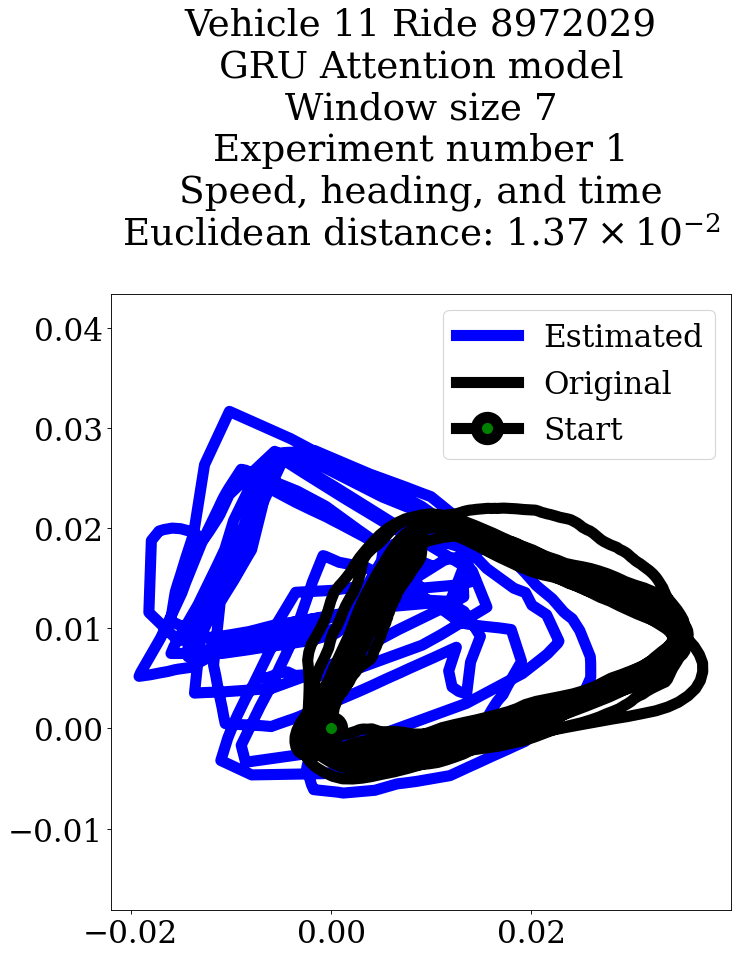 Vehicle 11 Ride 8972029
GRU Attention model
Window size 7
Experiment number 1
Speed, heading, and time
Euclidean distance: 1.37 × 10⁻²
Estimated
Original
Start
0.04
0.03
0.02
0.01
0.00
−0.01
−0.02
0.00
0.02